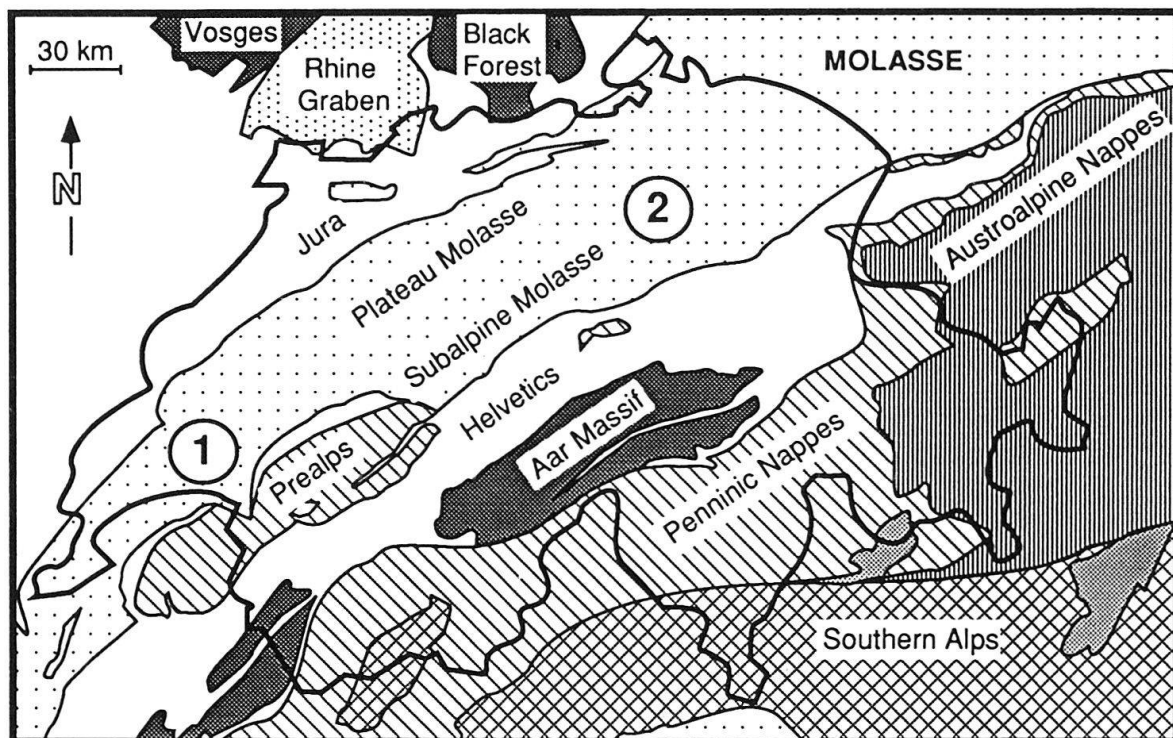 Vosges
Black
Forest
MOLASSE
30 km
Rhine
Graben
N
Austroalpine Nappes
2
Jura
Plateau Molasse
Subalpine Molasse
Helvetics
Aar Massif
1
Prealps
Penninic Nappes
Southern Alps